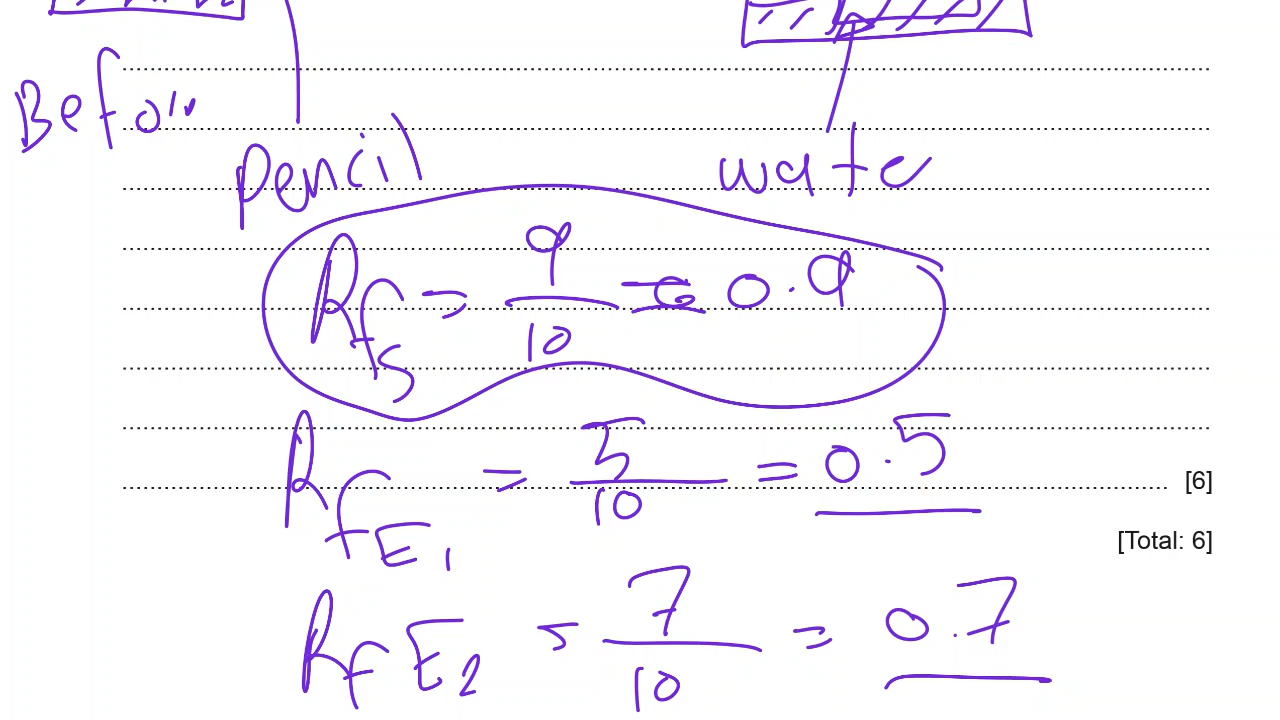 Before
pencil
wate
Rfs = 9/10 = 0.9
RfE1 = 5/10 = 0.5
[6]
[Total: 6]
RfE2 = 7/10 = 0.7